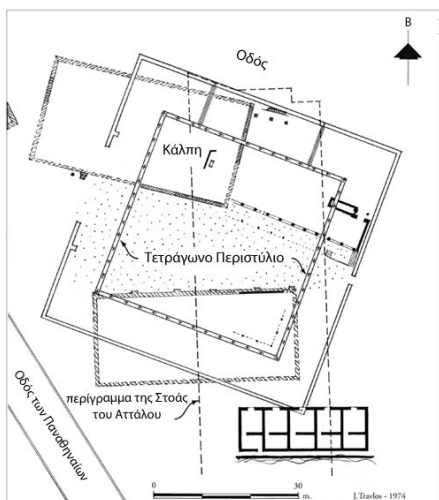 Οδός
Β
Κάλπη
Τετράγωνο Περιστύλιο
Οδός των Παναθηναίων
περίγραμμα της Στοάς
του Αττάλου
0 30
m.
J.Travlos - 1974